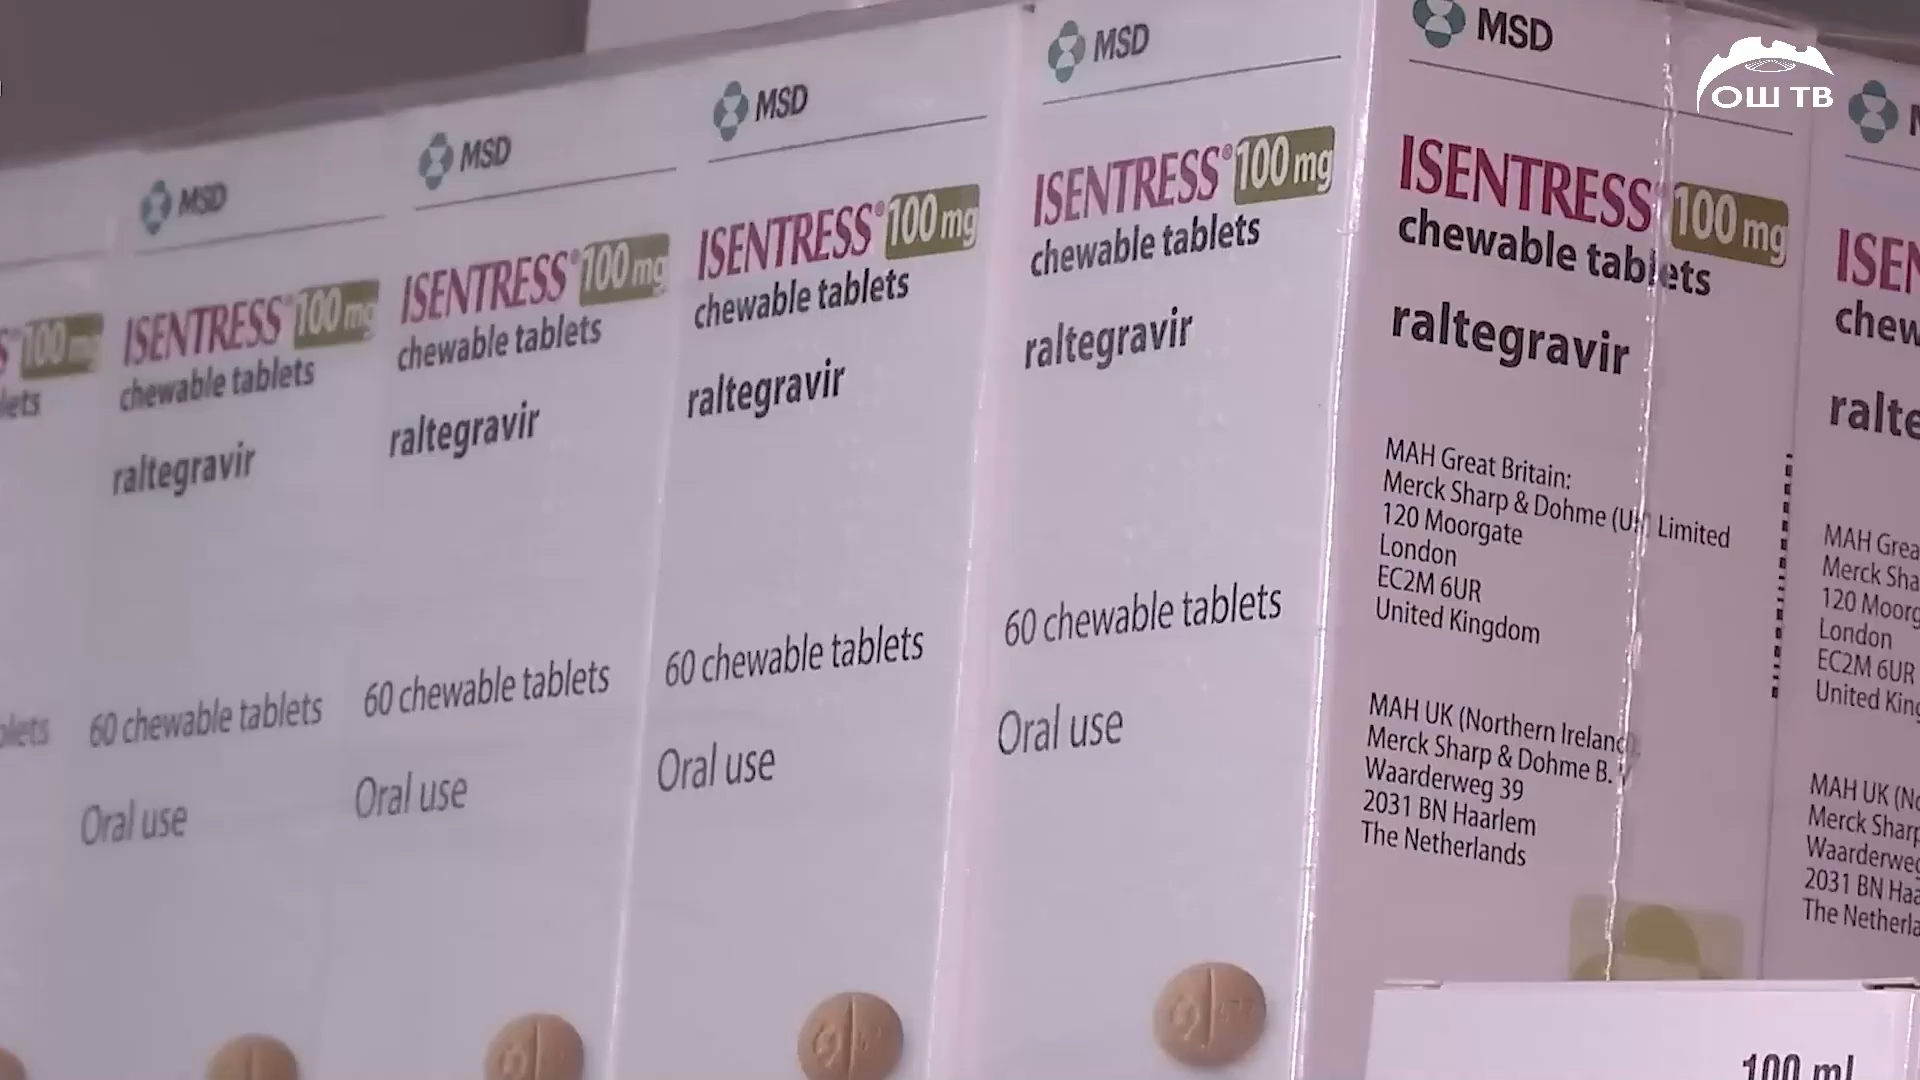 ОШ ТВ
S 100 mg
lets
blets
MSD
ISENTRESS® 100 mg
chewable tablets
raltegravir
60 chewable tablets
Oral use
MSD
ISENTRESS® 100 mg
chewable tablets
raltegravir
60 chewable tablets
Oral use
MSD
ISENTRESS® 100 mg
chewable tablets
raltegravir
60 chewable tablets
Oral use
MSD
ISENTRESS® 100 mg
chewable tablets
raltegravir
60 chewable tablets
Oral use
MSD
ISENTRESS® 100 mg
chewable tablets
raltegravir
MAH Great Britain:
Merck Sharp & Dohme (UK) Limited
120 Moorgate
London
EC2M 6UR
United Kingdom
MAH UK (Northern Ireland):
Merck Sharp & Dohme B.V
Waarderweg 39
2031 BN Haarlem
The Netherlands
ISEN
chew
ralte
MAH Grea
Merck Sha
120 Moorg
London
EC2M 6UR
United King
MAH UK (No
Merck Sharp
Waarderweg
2031 BN Haa
The Netherla
100 ml